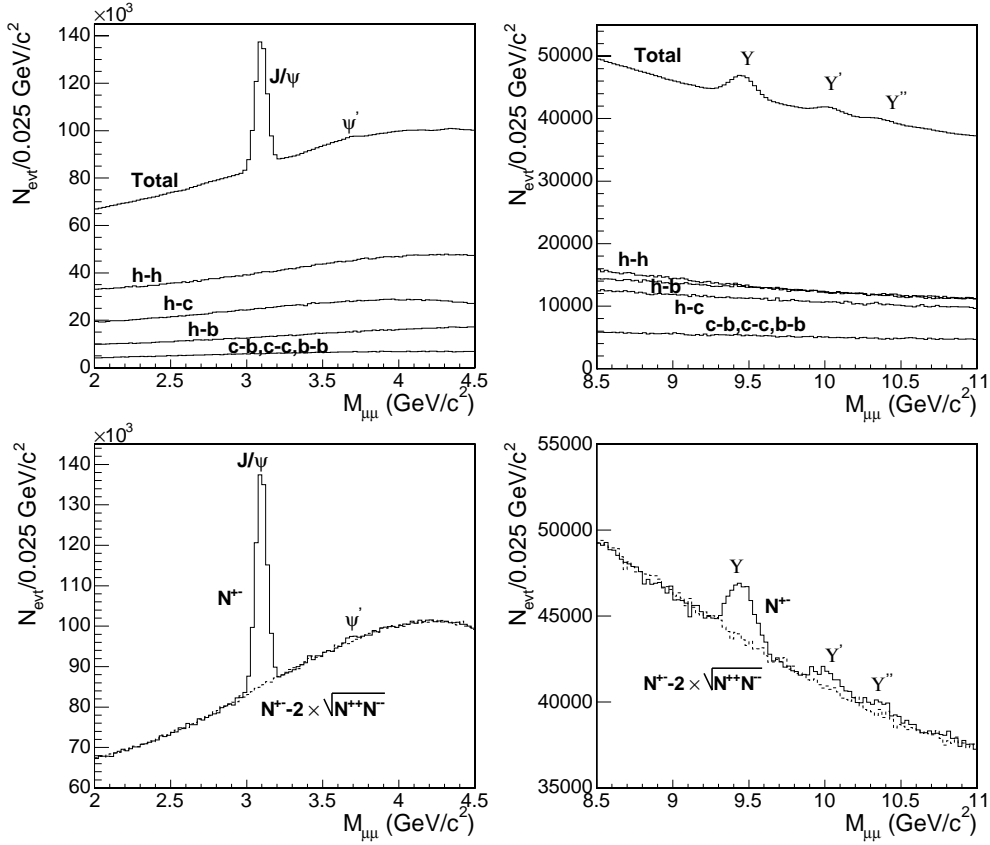 ×10³
N_evt/0.025 GeV/c²
140
120
100
80
60
40
20
0
J/ψ
ψ'
Total
h-h
h-c
h-b
c-b,c-c,b-b
2 2.5 3 3.5 4 4.5
M_μμ (GeV/c²)
N_evt/0.025 GeV/c²
50000
40000
30000
20000
10000
0
Total
Υ
Υ'
Υ''
h-h
h-b
h-c
c-b,c-c,b-b
8.5 9 9.5 10 10.5 11
M_μμ (GeV/c²)
×10³
N_evt/0.025 GeV/c²
140
130
120
110
100
90
80
70
60
J/ψ
N⁺⁻
ψ'
N⁺⁻-2 × √N⁺⁺N⁻⁻
2 2.5 3 3.5 4 4.5
M_μμ (GeV/c²)
N_evt/0.025 GeV/c²
55000
50000
45000
40000
35000
Υ
N⁺⁻
Υ'
Υ''
N⁺⁻-2 × √N⁺⁺N⁻⁻
8.5 9 9.5 10 10.5 11
M_μμ (GeV/c²)